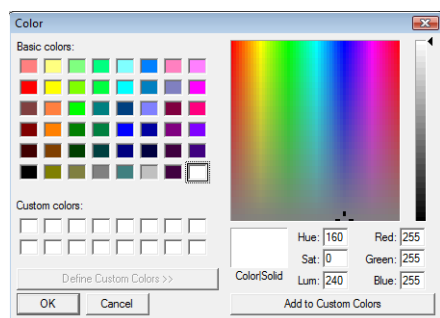 Color
Basic colors:
Custom colors:
Define Custom Colors >>
OK Cancel
Color|Solid
Hue: 160 Red: 255
Sat: 0 Green: 255
Lum: 240 Blue: 255
Add to Custom Colors